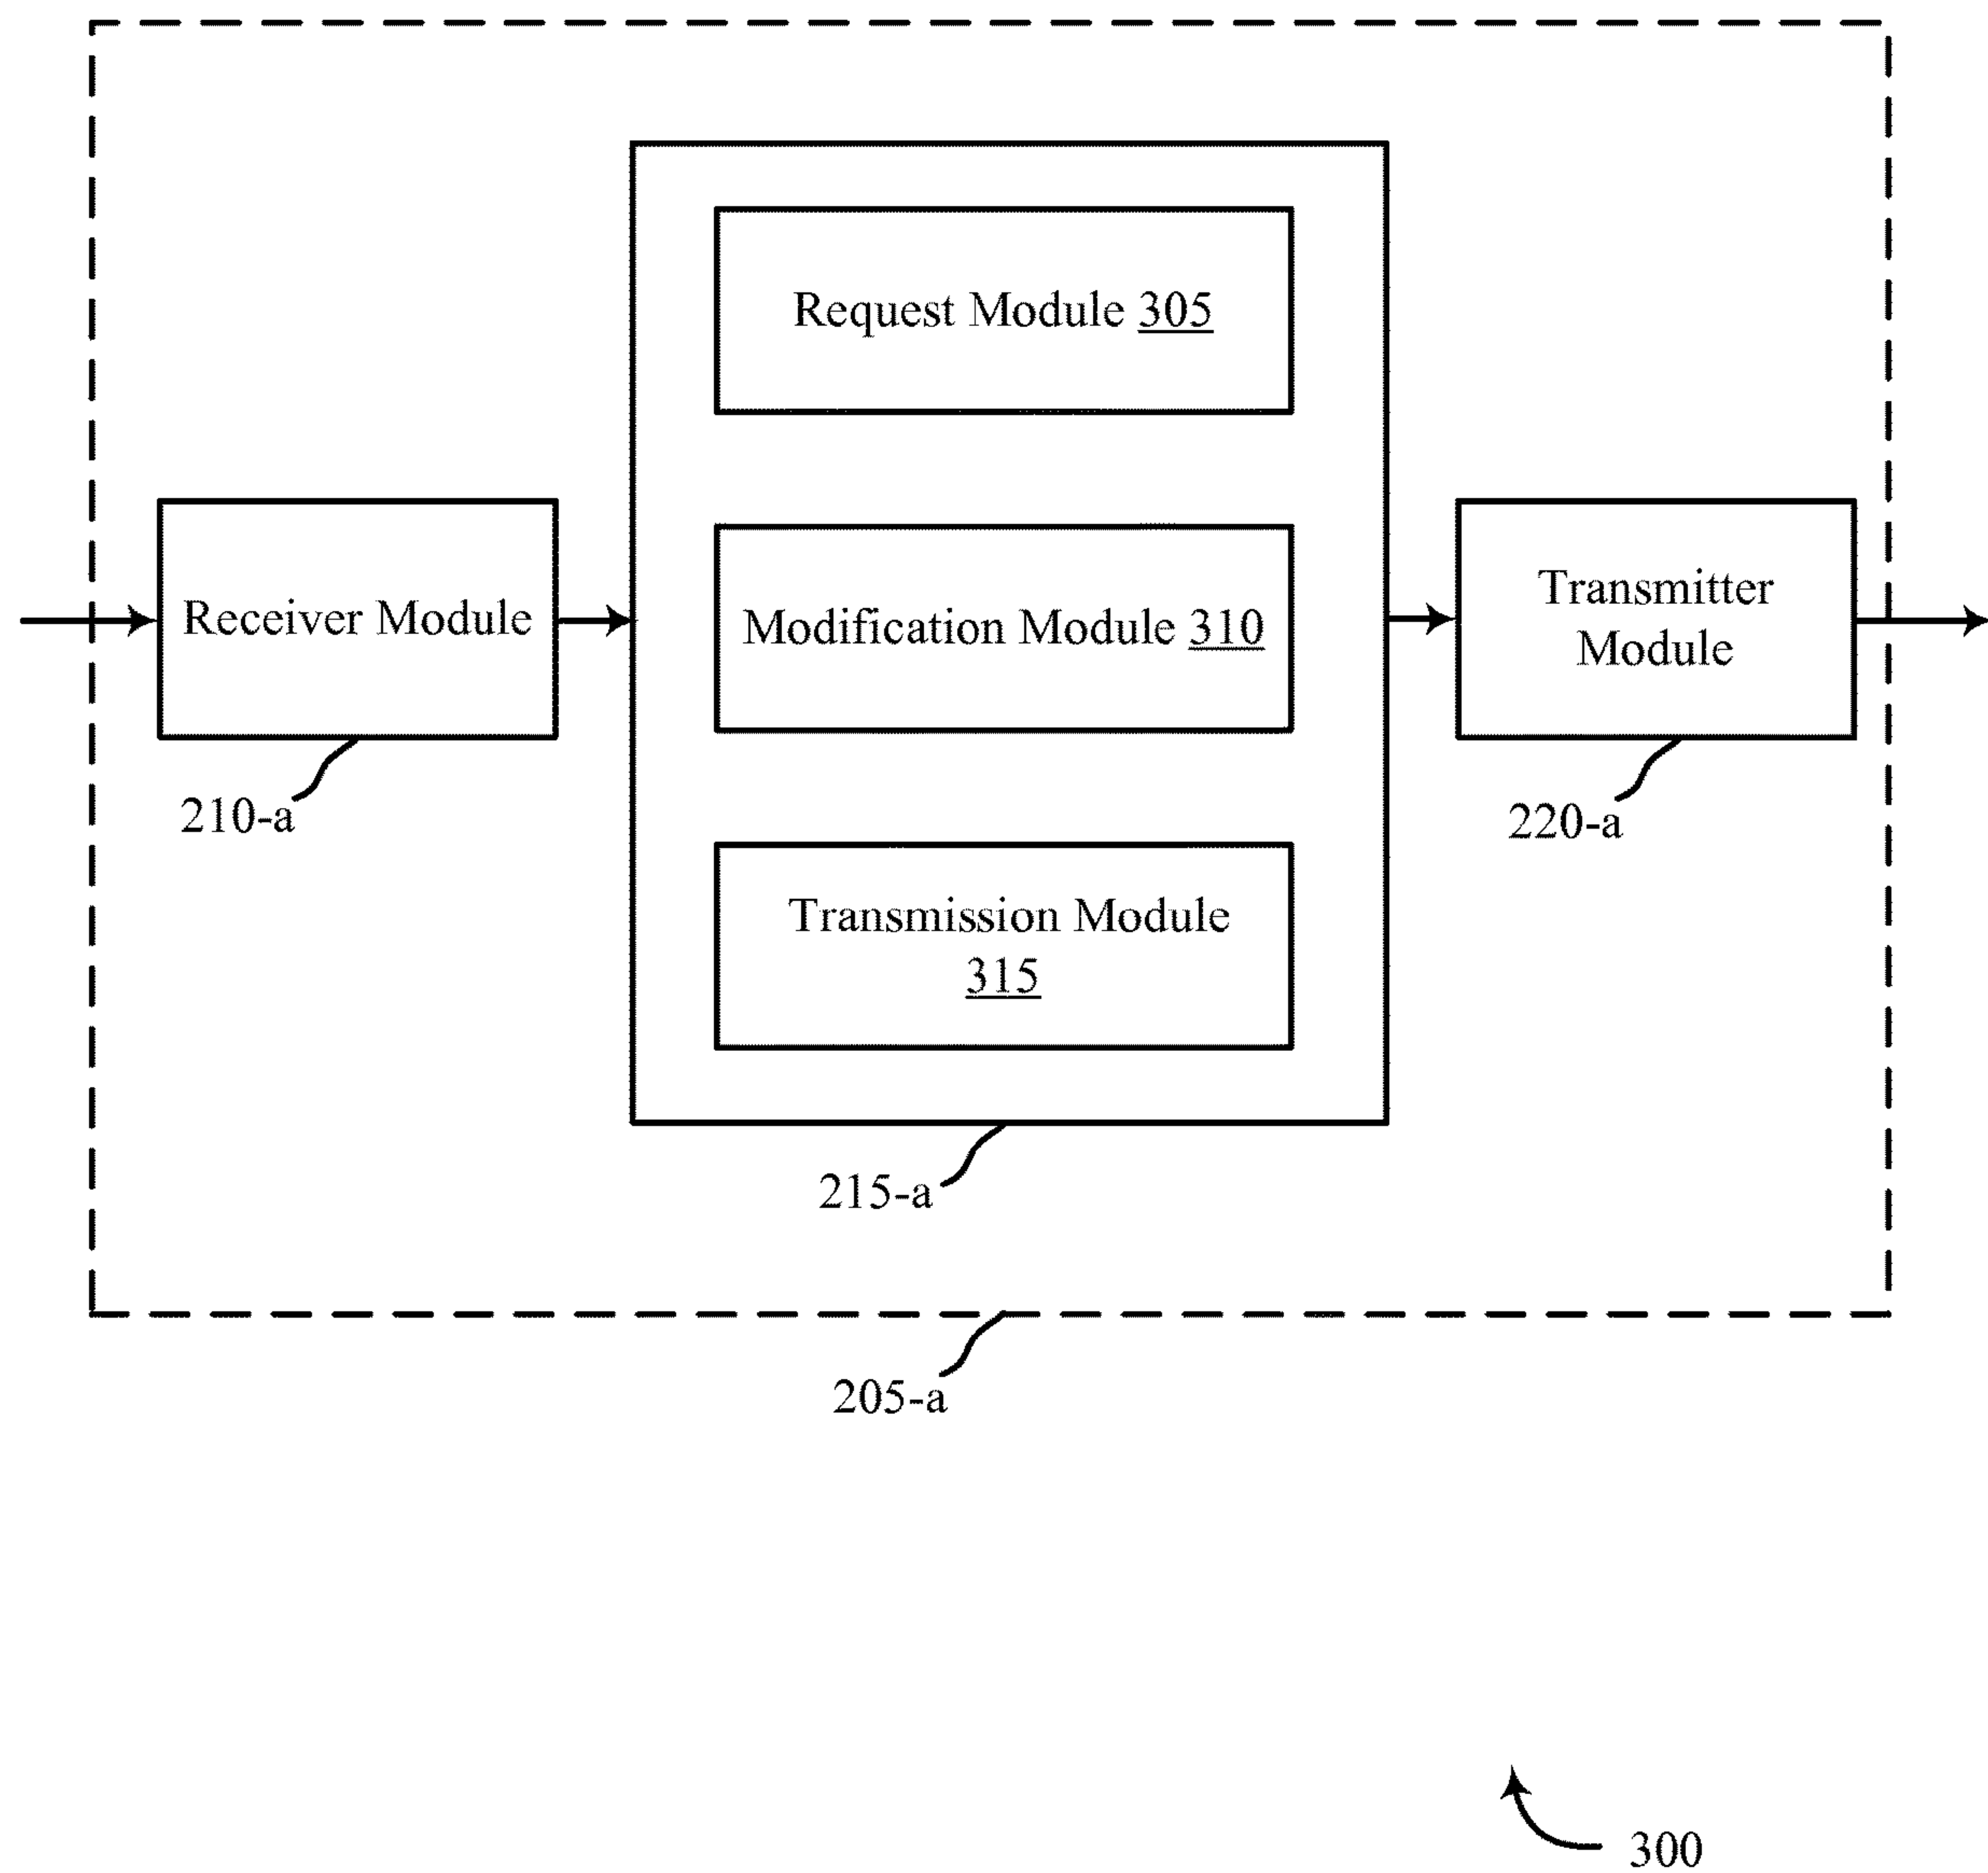 Request Module 305
Receiver Module
Modification Module 310
Transmitter
Module
210-a
220-a
Transmission Module
315
215-a
205-a
300